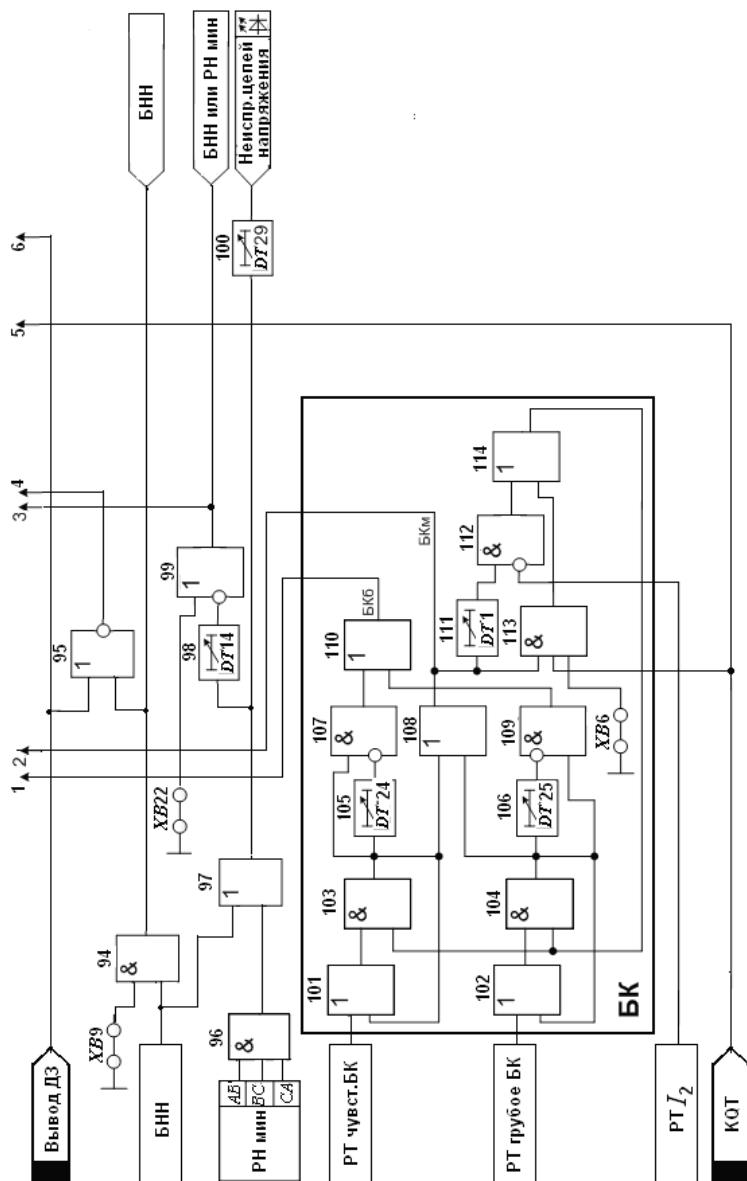 6
5
4
3
2
1
БНН
БНН или РН мин
Неиспр.цепей
напряжения
100
DT29
95
1
99
1
98
DT14
XB22
97
1
94
&
XB9
96
&
Вывод ДЗ
БНН
AB
BC
CA
РН мин
РТ чувст.БК
РТ грубое БК
РТ I2
KQT
БК
101
1
102
1
103
&
104
&
105
DT24
106
DT25
107
&
108
1
109
&
110
1
БКб
БКм
111
DT1
112
&
113
&
114
1
XB6